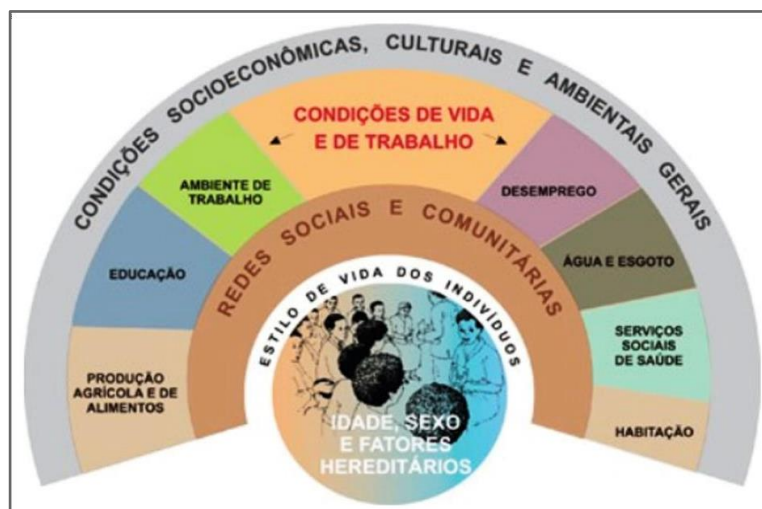 CONDIÇÕES SOCIOECONÔMICAS, CULTURAIS E AMBIENTAIS GERAIS
CONDIÇÕES DE VIDA
E DE TRABALHO
AMBIENTE DE
TRABALHO
DESEMPREGO
EDUCAÇÃO
ÁGUA E ESGOTO
PRODUÇÃO
AGRÍCOLA E DE
ALIMENTOS
SERVIÇOS
SOCIAIS
DE SAÚDE
HABITAÇÃO
REDES SOCIAIS E COMUNITÁRIAS
ESTILO DE VIDA DOS INDIVÍDUOS
IDADE, SEXO
E FATORES
HEREDITÁRIOS